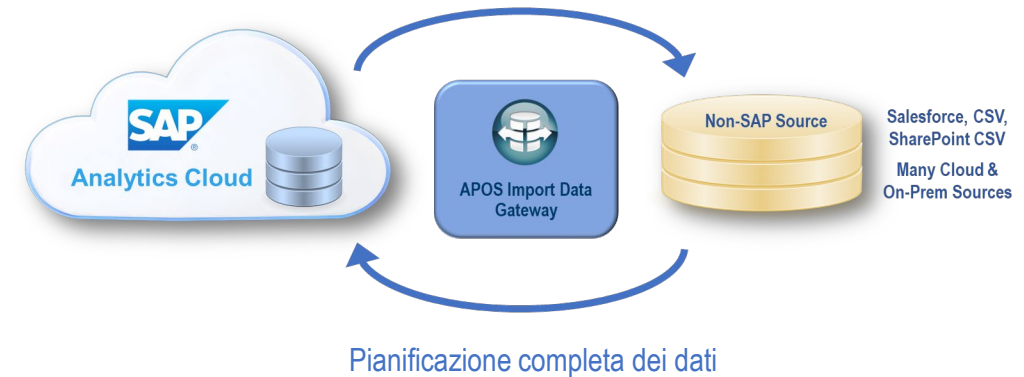 SAP
®
Analytics Cloud
APOS Import Data
Gateway
Non-SAP Source
Salesforce, CSV,
SharePoint CSV
Many Cloud &
On-Prem Sources
Pianificazione completa dei dati